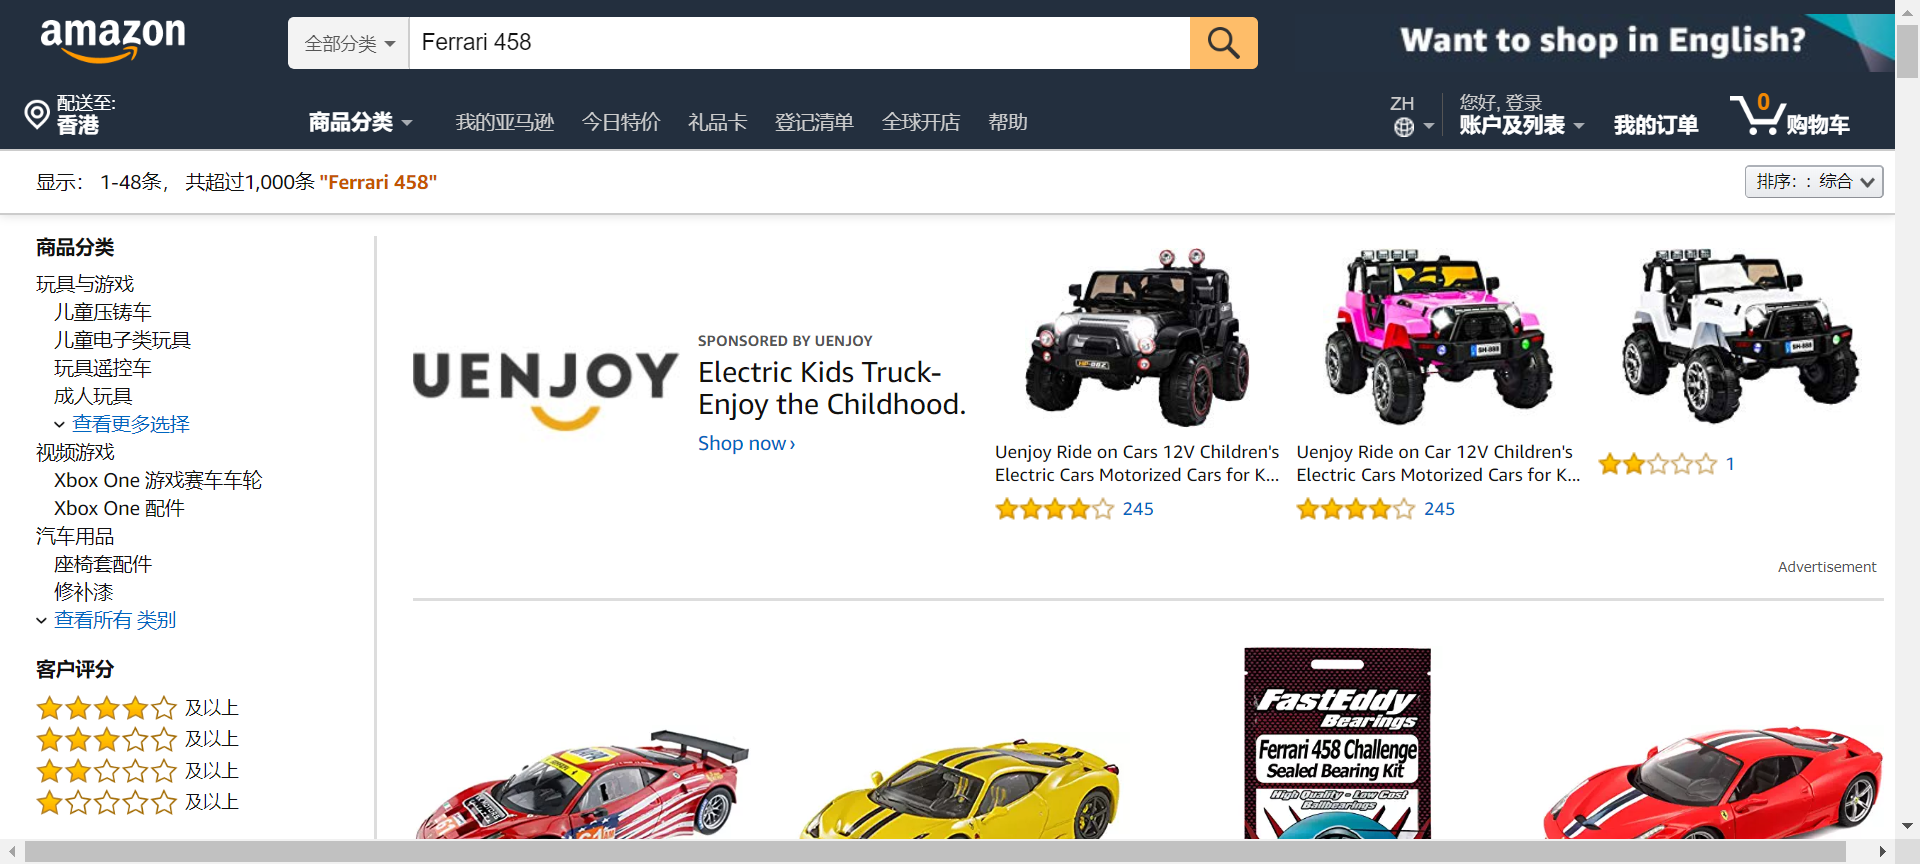 amazon
全部分类
Ferrari 458
Want to shop in English?
配送至:
香港
商品分类
我的亚马逊
今日特价
礼品卡
登记清单
全球开店
帮助
ZH
您好, 登录
账户及列表
我的订单
0
购物车
显示: 1-48条, 共超过1,000条 "Ferrari 458"
排序: : 综合
商品分类
玩具与游戏
儿童压铸车
儿童电子类玩具
玩具遥控车
成人玩具
查看更多选择
视频游戏
Xbox One 游戏赛车车轮
Xbox One 配件
汽车用品
座椅套配件
修补漆
查看所有 类别
客户评分
及以上
及以上
及以上
及以上
UENJOY
SPONSORED BY UENJOY
Electric Kids Truck-
Enjoy the Childhood.
Shop now ›
Uenjoy Ride on Cars 12V Children's
Electric Cars Motorized Cars for K...
245
Uenjoy Ride on Car 12V Children's
Electric Cars Motorized Cars for K...
245
1
Advertisement
FastEddy
Bearings
Ferrari 458 Challenge
Sealed Bearing Kit
High Quality - Low Cost
Ballbearings